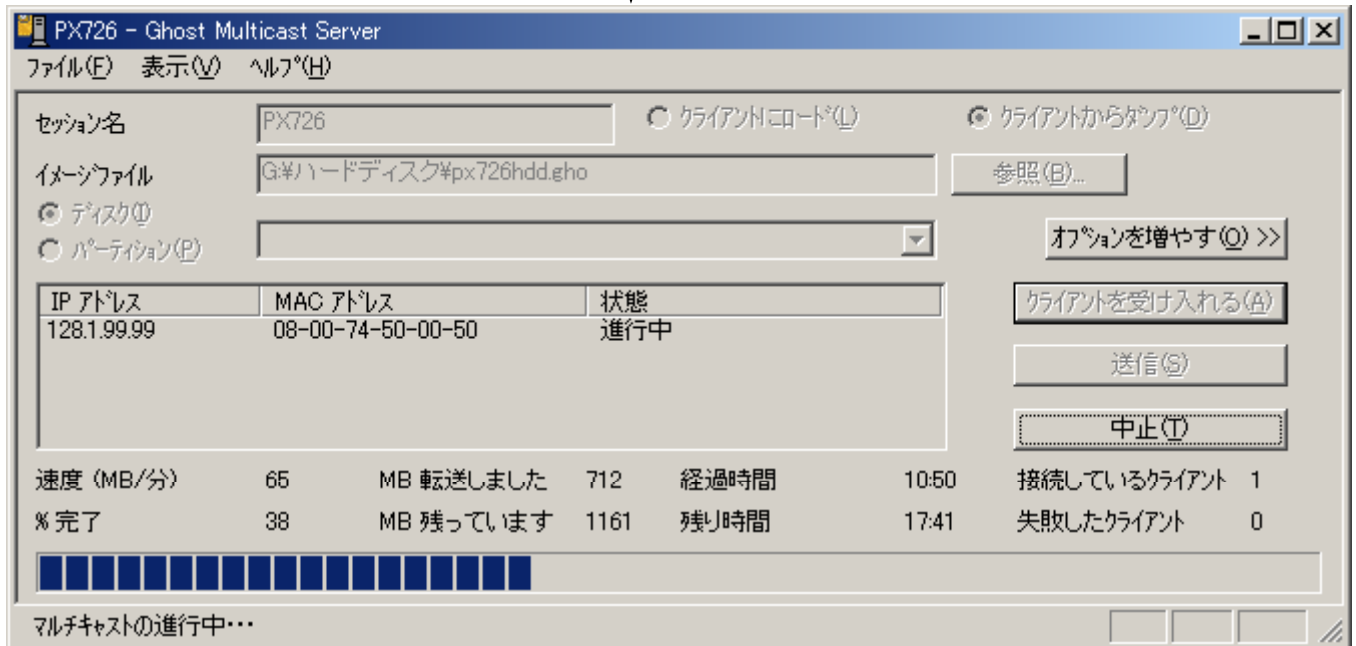 PX726 - Ghost Multicast Server
ファイル(F) 表示(V) ヘルプ(H)
セッション名 PX726 クライアントにロード(L) クライアントからダンプ(D)
イメージファイル G:¥ハードディスク¥px726hdd.gho 参照(B)...
ディスク(I)
パーティション(P)
オプションを増やす(O) >>
IP アドレス MAC アドレス 状態
128.1.99.99 08-00-74-50-00-50 進行中
クライアントを受け入れる(A)
送信(S)
中止(T)
速度 (MB/分) 65 MB 転送しました 712 経過時間 10:50 接続しているクライアント 1
% 完了 38 MB 残っています 1161 残り時間 17:41 失敗したクライアント 0
マルチキャストの進行中・・・